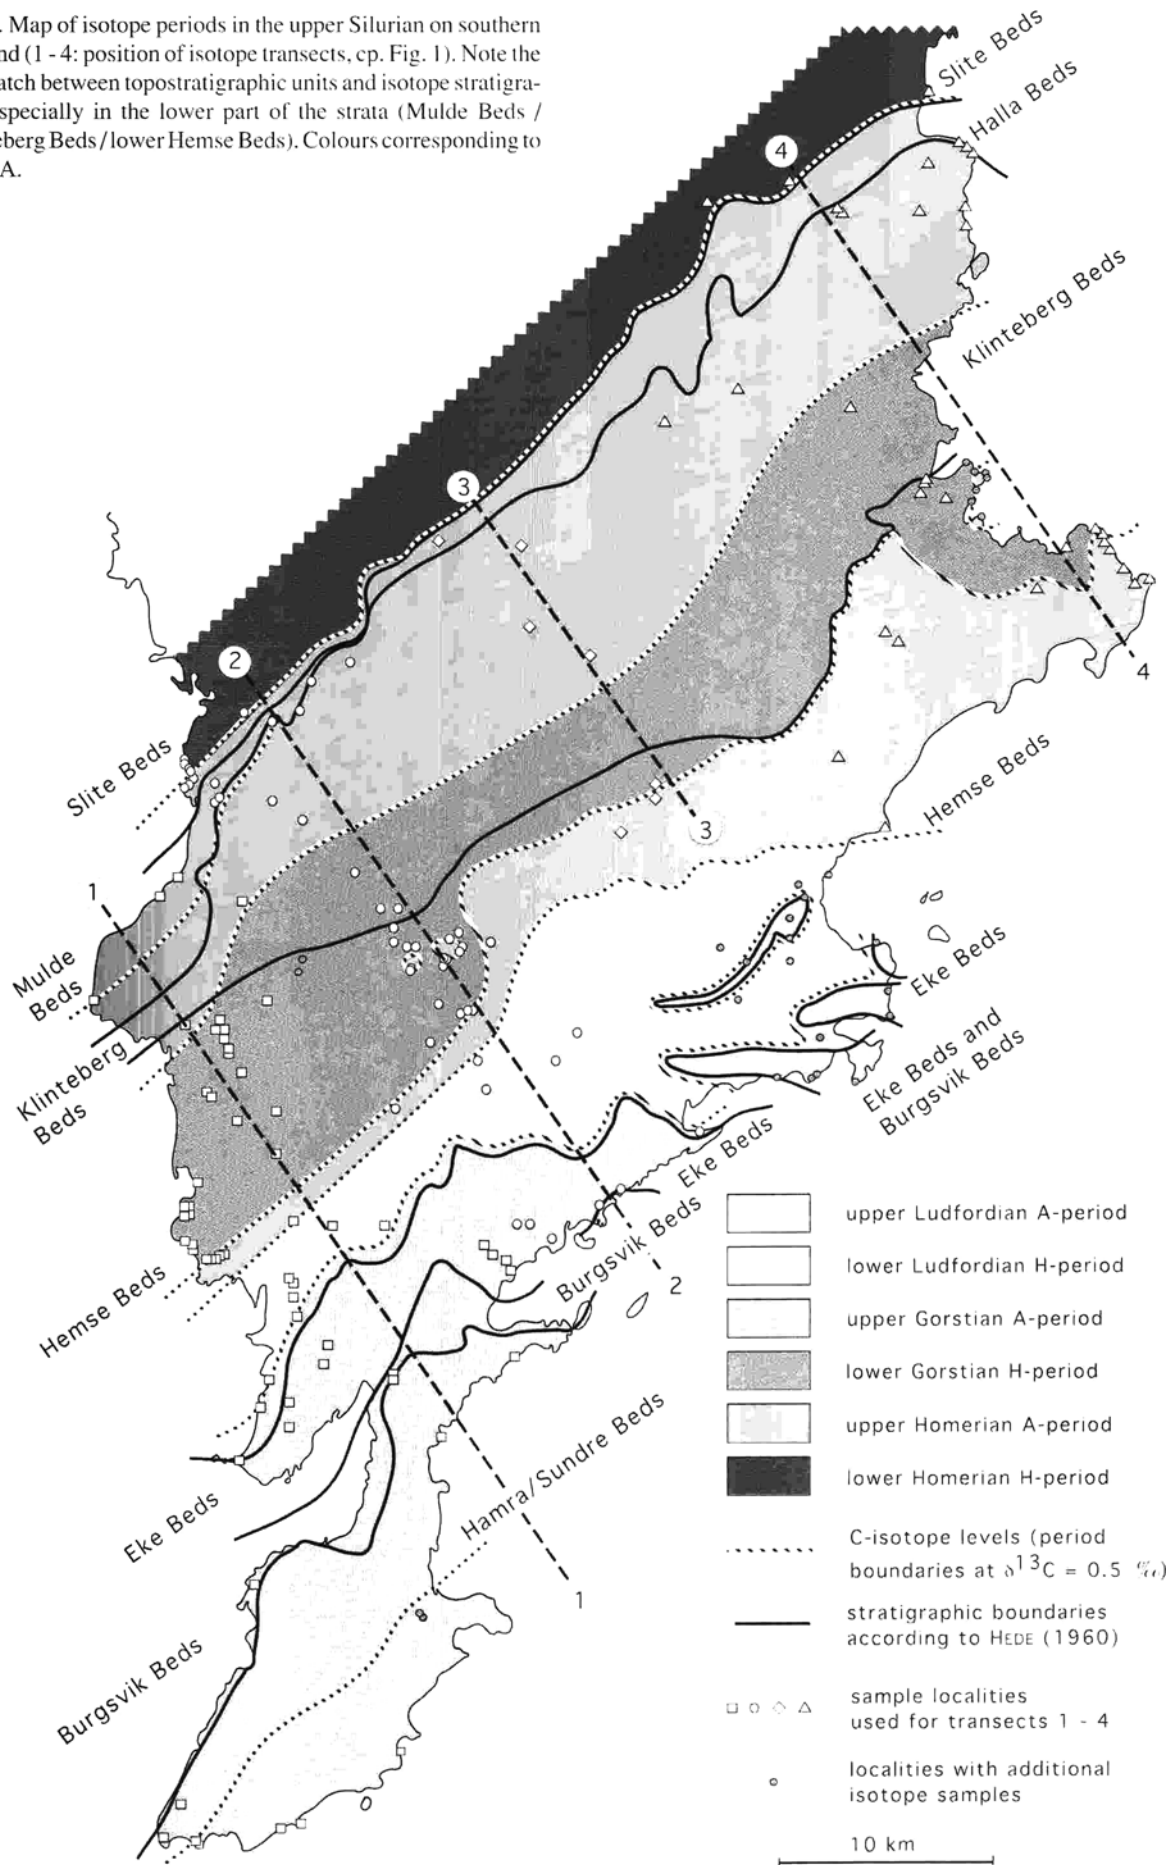 . Map of isotope periods in the upper Silurian on southern
nd (1 - 4: position of isotope transects, cp. Fig. 1). Note the
atch between topostratigraphic units and isotope stratigra-
specially in the lower part of the strata (Mulde Beds /
eberg Beds / lower Hemse Beds). Colours corresponding to
A.
Slite Beds
Halla Beds
4
Klinteberg Beds
3
2
4
Slite Beds
Hemse Beds
3
1
Mulde
Beds
Eke Beds
Klinteberg
Beds
Eke Beds and
Burgsvik Beds
Eke Beds
Burgsvik Beds
2
Hemse Beds
Hamra/Sundre Beds
Eke Beds
1
Burgsvik Beds
upper Ludfordian A-period
lower Ludfordian H-period
upper Gorstian A-period
lower Gorstian H-period
upper Homerian A-period
lower Homerian H-period
C-isotope levels (period
boundaries at δ13C = 0.5 ‰)
stratigraphic boundaries
according to HEDE (1960)
sample localities
used for transects 1 - 4
localities with additional
isotope samples
10 km